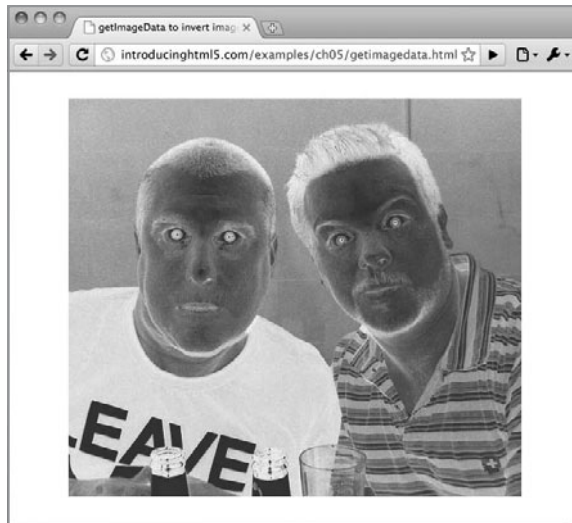 getImageData to invert imag
introducinghtml5.com/examples/ch05/getimagedata.html
LEAVE